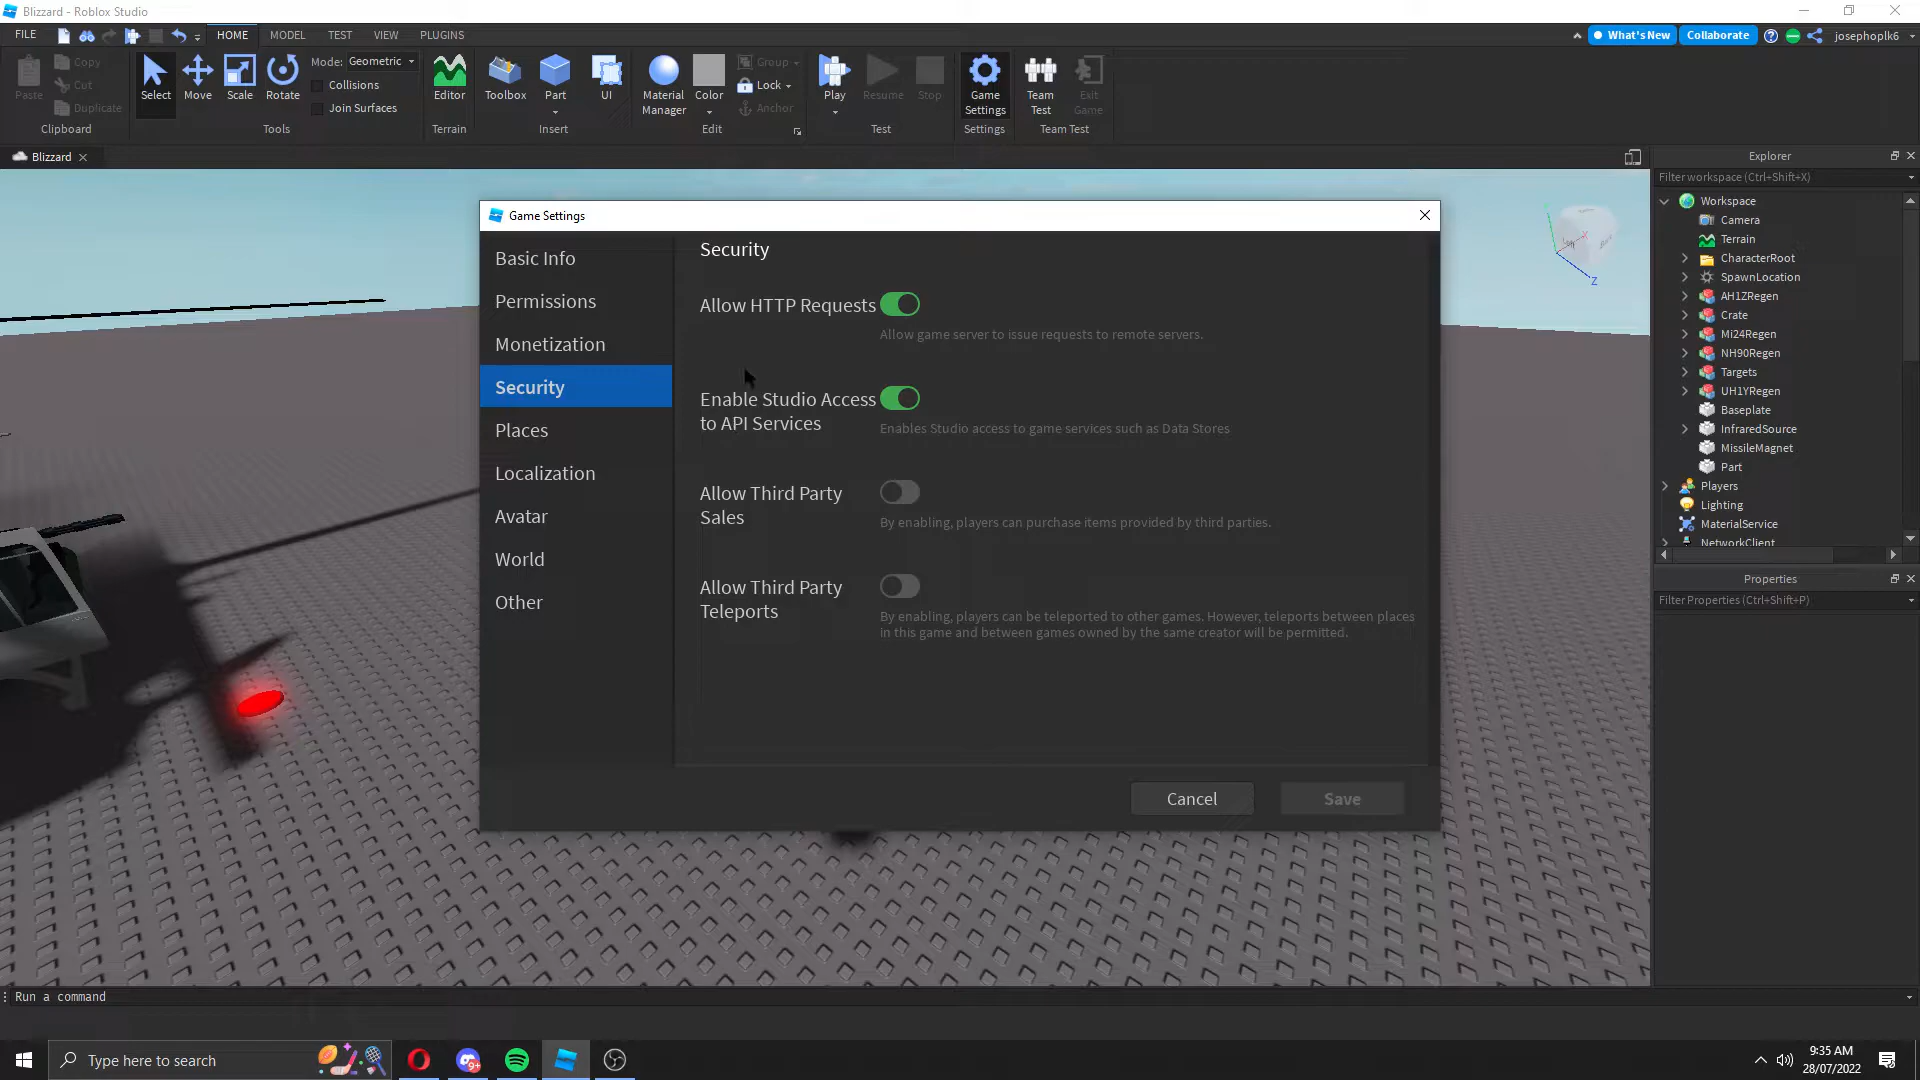 Blizzard - Roblox Studio
FILE
HOME
MODEL
TEST
VIEW
PLUGINS
What's New
Collaborate
josephoplk6
Paste
Copy
Cut
Duplicate
Clipboard
Select
Move
Scale
Rotate
Mode: Geometric
Collisions
Join Surfaces
Tools
Editor
Terrain
Toolbox
Part
UI
Insert
Material
Manager
Color
Group
Lock
Anchor
Edit
Play
Resume
Stop
Test
Game
Settings
Settings
Team
Test
Exit
Game
Team Test
Blizzard
Explorer
Filter workspace (Ctrl+Shift+X)
Workspace
Camera
Terrain
CharacterRoot
SpawnLocation
AH1ZRegen
Crate
Mi24Regen
NH90Regen
Targets
UH1YRegen
Baseplate
InfraredSource
MissileMagnet
Part
Players
Lighting
MaterialService
NetworkClient
Properties
Filter Properties (Ctrl+Shift+P)
Z
Game Settings
Basic Info
Permissions
Monetization
Security
Places
Localization
Avatar
World
Other
Security
Allow HTTP Requests
Allow game server to issue requests to remote servers.
Enable Studio Access
to API Services
Enables Studio access to game services such as Data Stores
Allow Third Party
Sales
By enabling, players can purchase items provided by third parties.
Allow Third Party
Teleports
By enabling, players can be teleported to other games. However, teleports between places
in this game and between games owned by the same creator will be permitted.
Cancel
Save
Run a command
Type here to search
9+
9:35 AM
28/07/2022